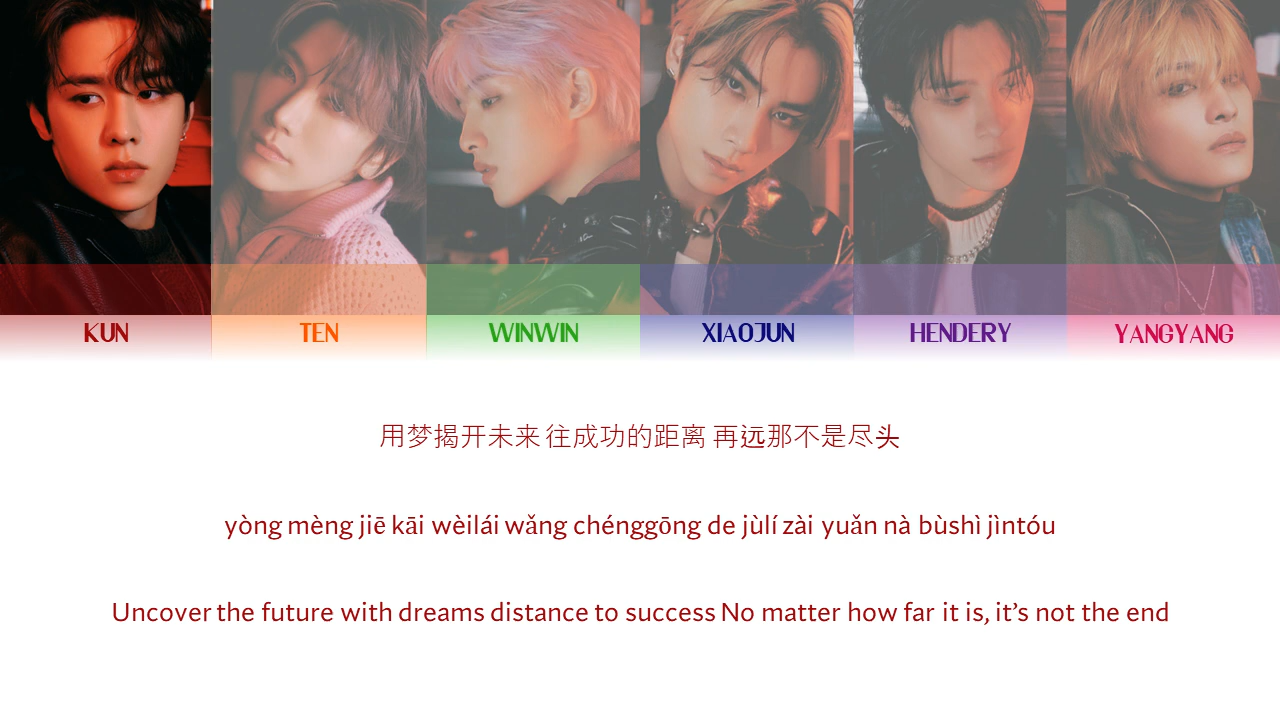 KUN TEN WINWIN XIAOJUN HENDERY YANGYANG
用梦揭开未来 往成功的距离 再远那不是尽头
yòng mèng jiē kāi wèilái wǎng chénggōng de jùlí zài yuǎn nà bùshì jìntóu
Uncover the future with dreams distance to success No matter how far it is, it’s not the end